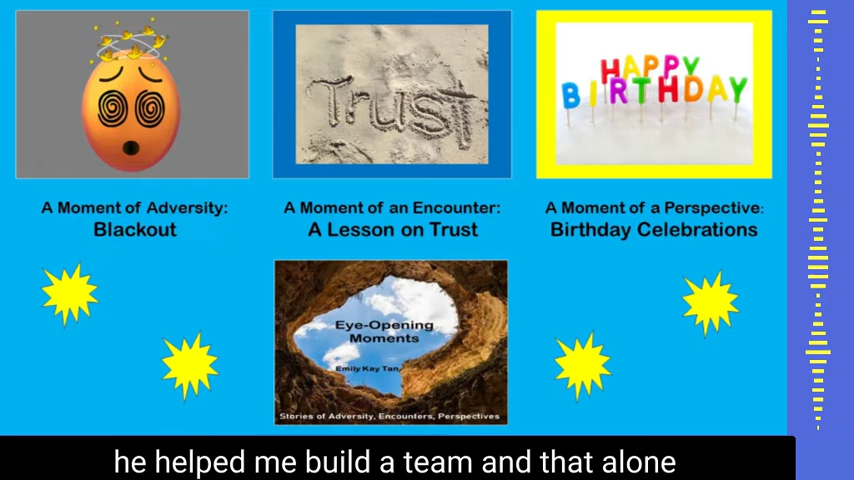 Trust
HAPPY
BIRTHDAY
A Moment of Adversity:
Blackout
A Moment of an Encounter:
A Lesson on Trust
A Moment of a Perspective:
Birthday Celebrations
Eye-Opening
Moments
Emily Kay Tan
Stories of Adversity, Encounters, Perspectives
he helped me build a team and that alone